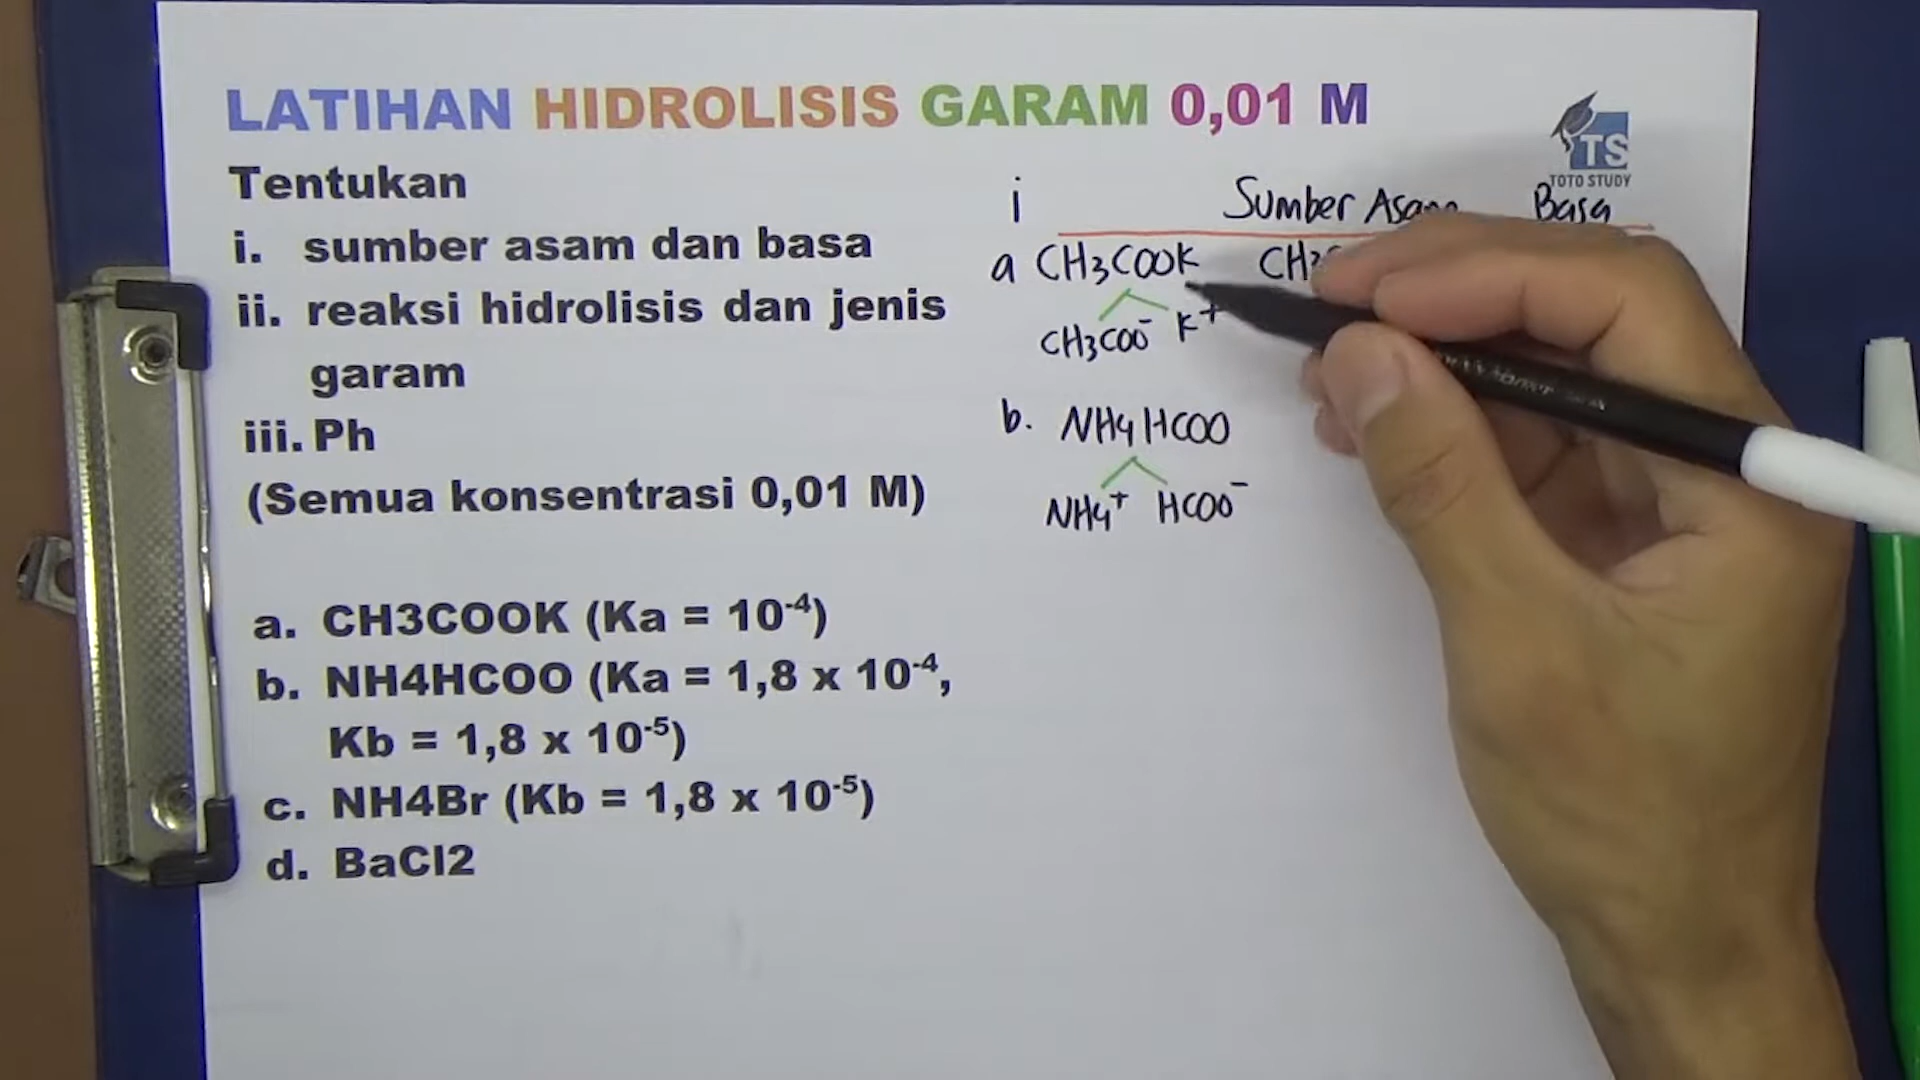 LATIHAN HIDROLISIS GARAM 0,01 M
TS
TOTO STUDY
Tentukan
i. sumber asam dan basa
ii. reaksi hidrolisis dan jenis
garam
iii. Ph
(Semua konsentrasi 0,01 M)
a. CH3COOK (Ka = 10⁻⁴)
b. NH4HCOO (Ka = 1,8 x 10⁻⁴,
Kb = 1,8 x 10⁻⁵)
c. NH4Br (Kb = 1,8 x 10⁻⁵)
d. BaCl2
i Sumber Basa
a CH₃COOK
CH₃COO⁻ K⁺
b. NH₄HCOO
NH₄⁺ HCOO⁻